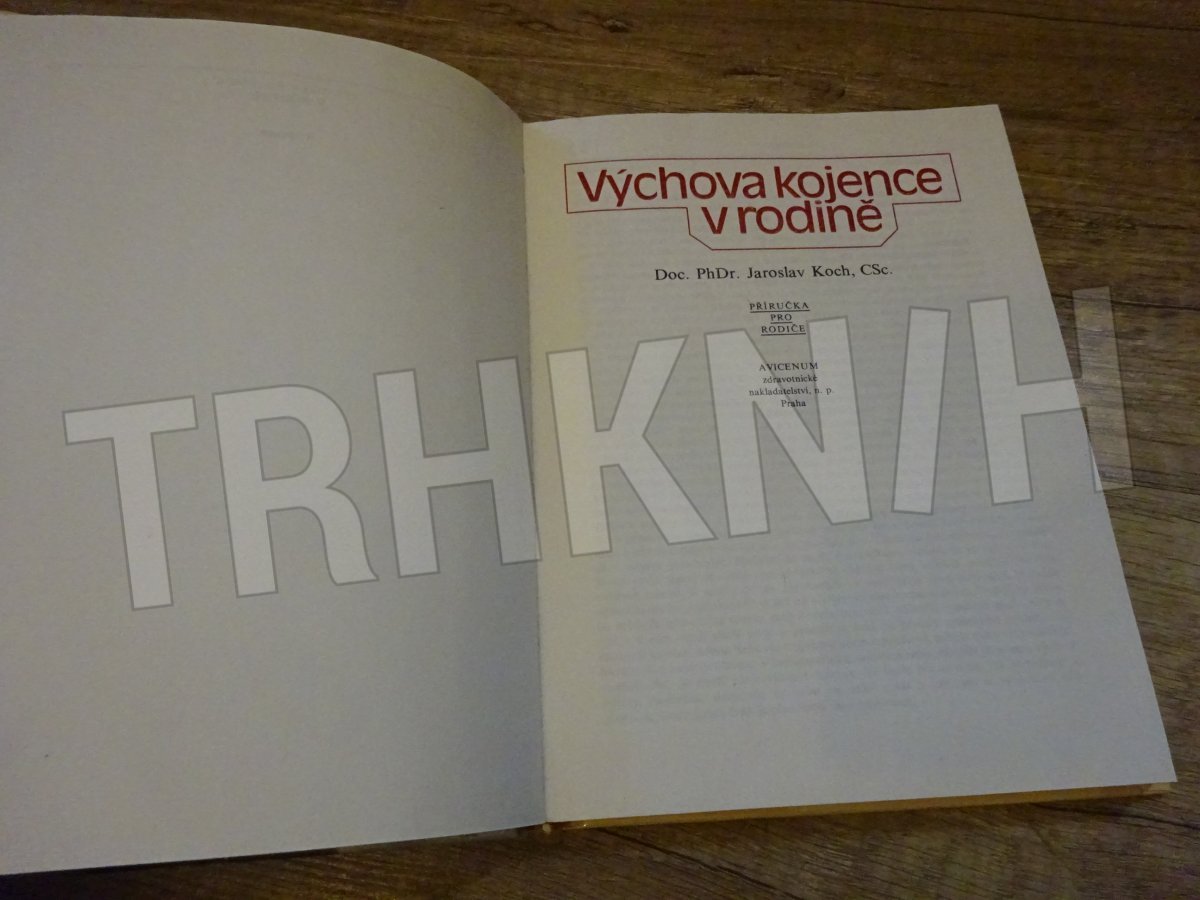 Výchova kojence
v rodině
Doc. PhDr. Jaroslav Koch, CSc.
PŘÍRUČKA
PRO
RODIČE
AVICENUM
zdravotnické
nakladatelství, n. p.
Praha
TRHKNIH